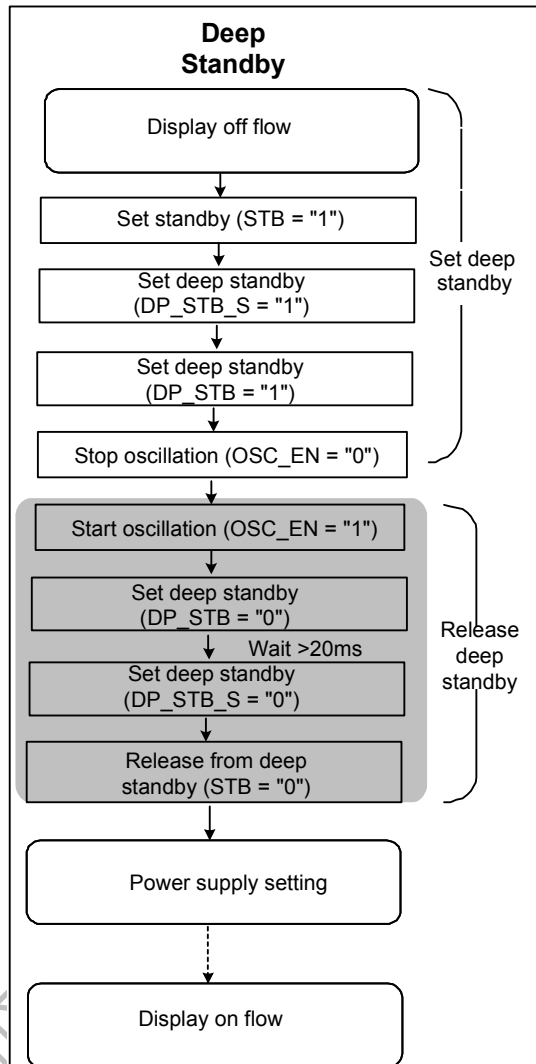 Deep
Standby
Display off flow
Set standby (STB = "1")
Set deep standby
(DP_STB_S = "1")
Set deep standby
(DP_STB = "1")
Stop oscillation (OSC_EN = "0")
Set deep
standby
Start oscillation (OSC_EN = "1")
Set deep standby
(DP_STB = "0")
Wait >20ms
Set deep standby
(DP_STB_S = "0")
Release from deep
standby (STB = "0")
Release
deep
standby
Power supply setting
Display on flow